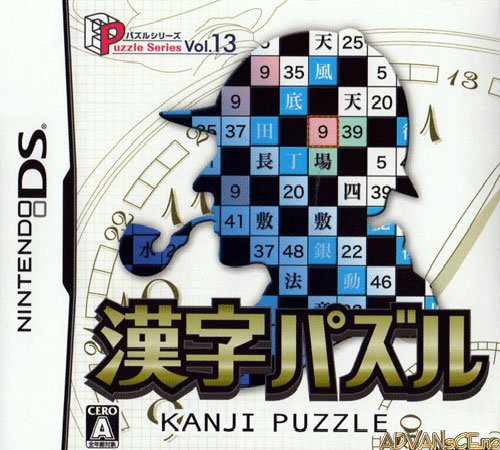 パズルシリーズ
Puzzle Series Vol.13
NINTENDO DS
天 25
9 35 風
9 底 天 20
25 37 田 9 39
長 丁 場
9 20 四 39
41 敷 敷
水 37 48 銀 22
法 動 46
漢字パズル
KANJI PUZZLE
CERO
A
全年齢対象
ADVANsCE.ne